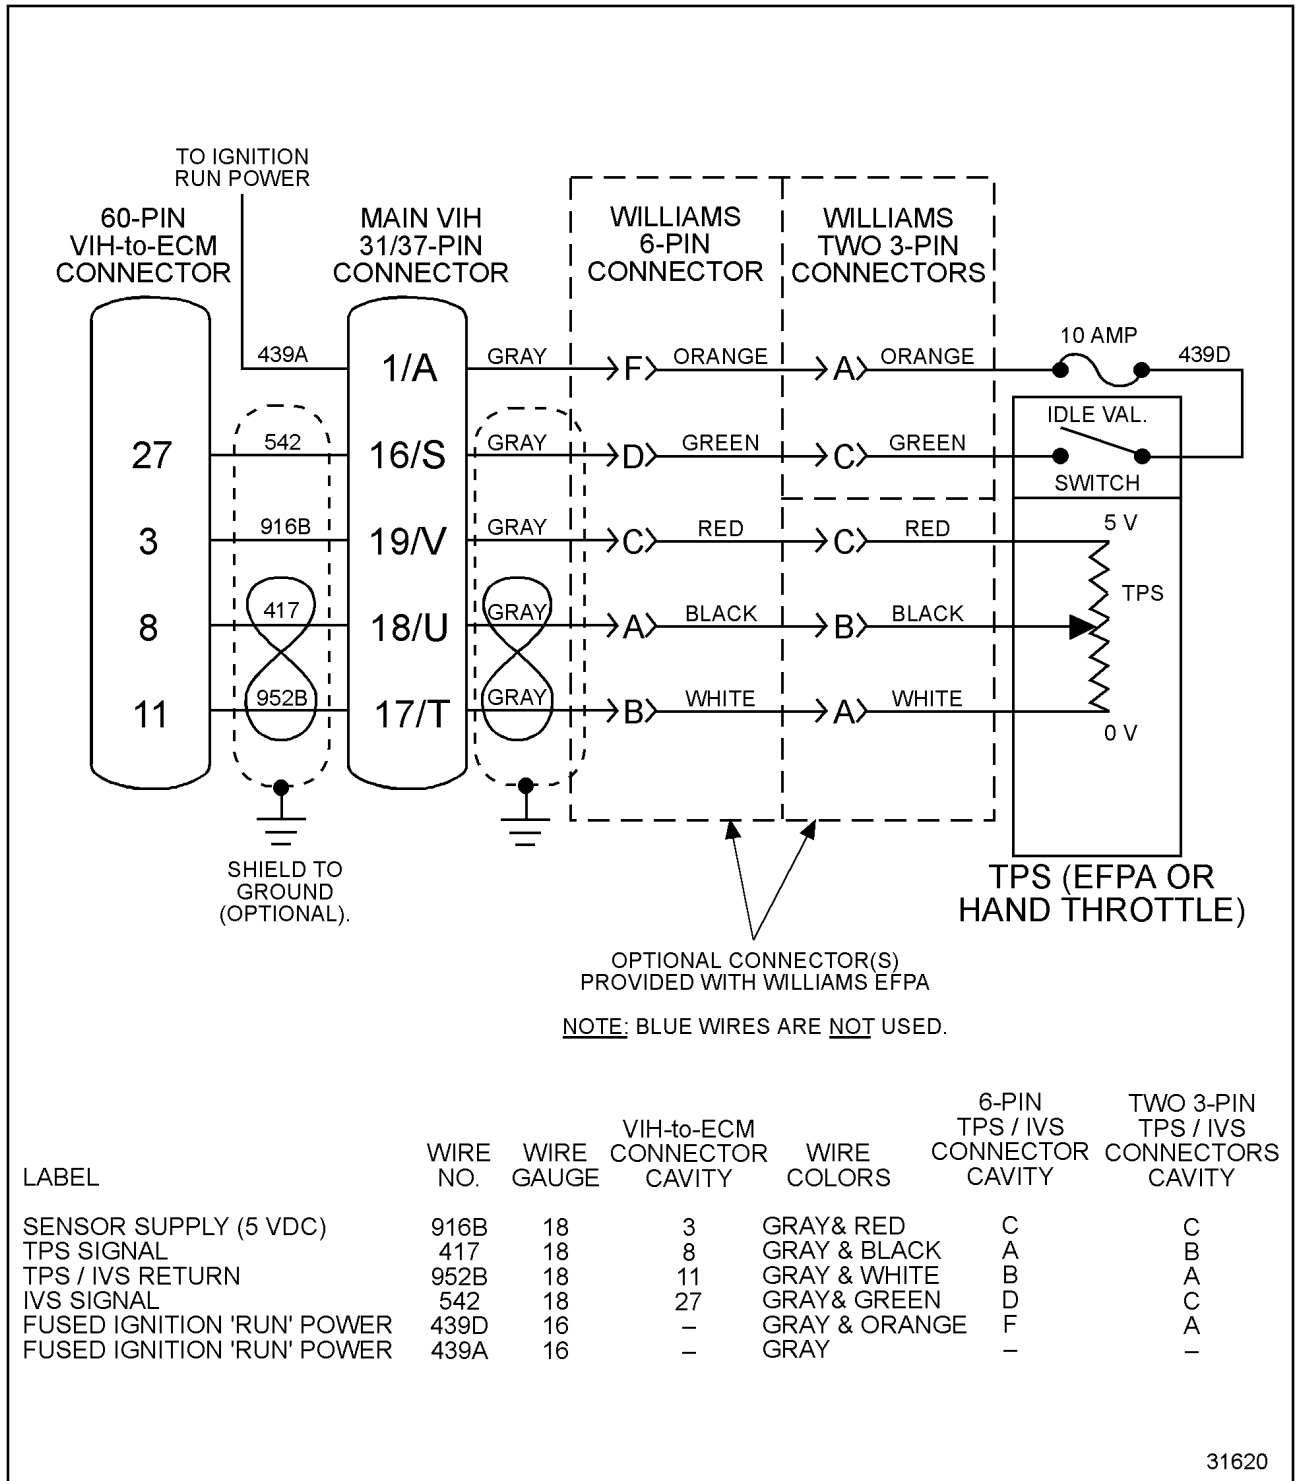 TO IGNITION
RUN POWER
60-PIN
VIH-to-ECM
CONNECTOR
MAIN VIH
31/37-PIN
CONNECTOR
WILLIAMS
6-PIN
CONNECTOR
WILLIAMS
TWO 3-PIN
CONNECTORS
439A 1/A GRAY F ORANGE A ORANGE 10 AMP 439D
27 542 16/S GRAY D GREEN C GREEN IDLE VAL.
SWITCH
3 916B 19/V GRAY C RED C RED 5 V
TPS
8 417 18/U GRAY A BLACK B BLACK
11 952B 17/T GRAY B WHITE A WHITE
0 V
SHIELD TO
GROUND
(OPTIONAL).
TPS (EFPA OR
HAND THROTTLE)
OPTIONAL CONNECTOR(S)
PROVIDED WITH WILLIAMS EFPA
NOTE: BLUE WIRES ARE NOT USED.
LABEL
WIRE
NO.
WIRE
GAUGE
VIH-to-ECM
CONNECTOR
CAVITY
WIRE
COLORS
6-PIN
TPS / IVS
CONNECTOR
CAVITY
TWO 3-PIN
TPS / IVS
CONNECTORS
CAVITY
SENSOR SUPPLY (5 VDC) 916B 18 3 GRAY& RED C C
TPS SIGNAL 417 18 8 GRAY & BLACK A B
TPS / IVS RETURN 952B 18 11 GRAY & WHITE B A
IVS SIGNAL 542 18 27 GRAY& GREEN D C
FUSED IGNITION 'RUN' POWER 439D 16 – GRAY & ORANGE F A
FUSED IGNITION 'RUN' POWER 439A 16 – GRAY – –
31620